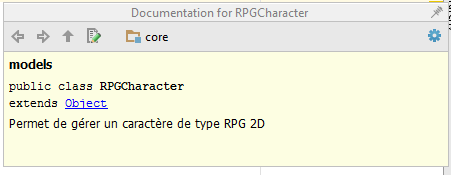 Documentation for RPGCharacter
core
models
public class RPGCharacter
extends Object
Permet de gérer un caractère de type RPG 2D